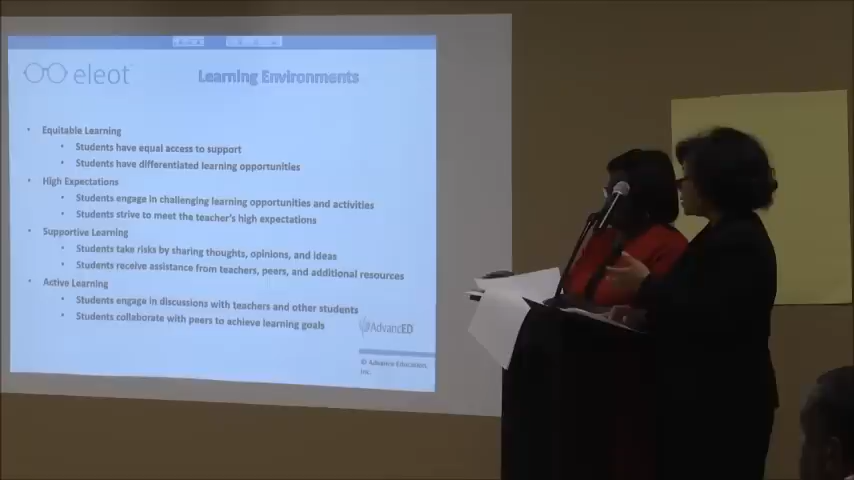 eleot
Learning Environments
• Equitable Learning
• Students have equal access to support
• Students have differentiated learning opportunities
• High Expectations
• Students engage in challenging learning opportunities and activities
• Students strive to meet the teacher's high expectations
• Supportive Learning
• Students take risks by sharing thoughts, opinions, and ideas
• Students receive assistance from teachers, peers, and additional resources
• Active Learning
• Students engage in discussions with teachers and other students
• Students collaborate with peers to achieve learning goals
AdvancED
© Advance Education,
Inc.